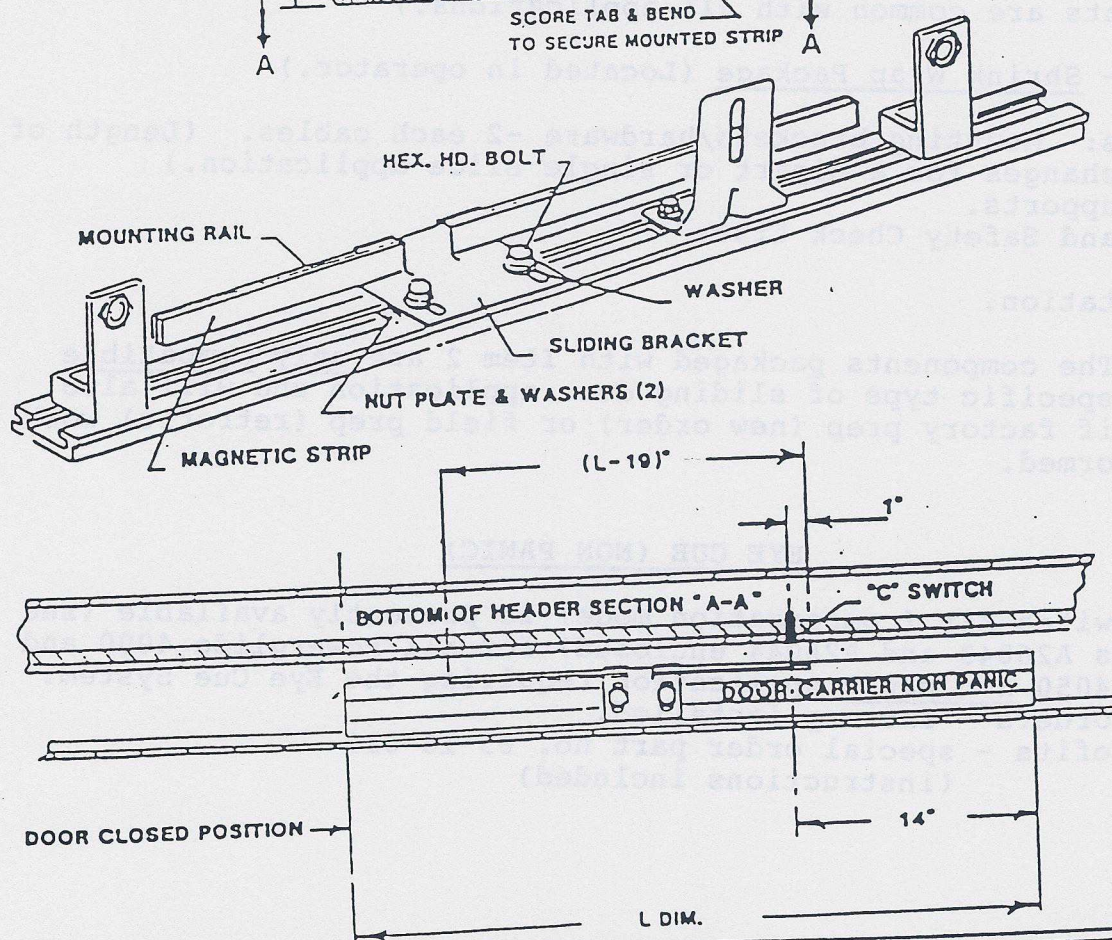 SCORE TAB & BEND
TO SECURE MOUNTED STRIP
A
A
HEX. HD. BOLT
MOUNTING RAIL
WASHER
SLIDING BRACKET
NUT PLATE & WASHERS (2)
MAGNETIC STRIP
(L-19)"
1"
"C" SWITCH
BOTTOM OF HEADER SECTION "A-A"
DOOR CARRIER NON PANIC
DOOR CLOSED POSITION
14"
L DIM.